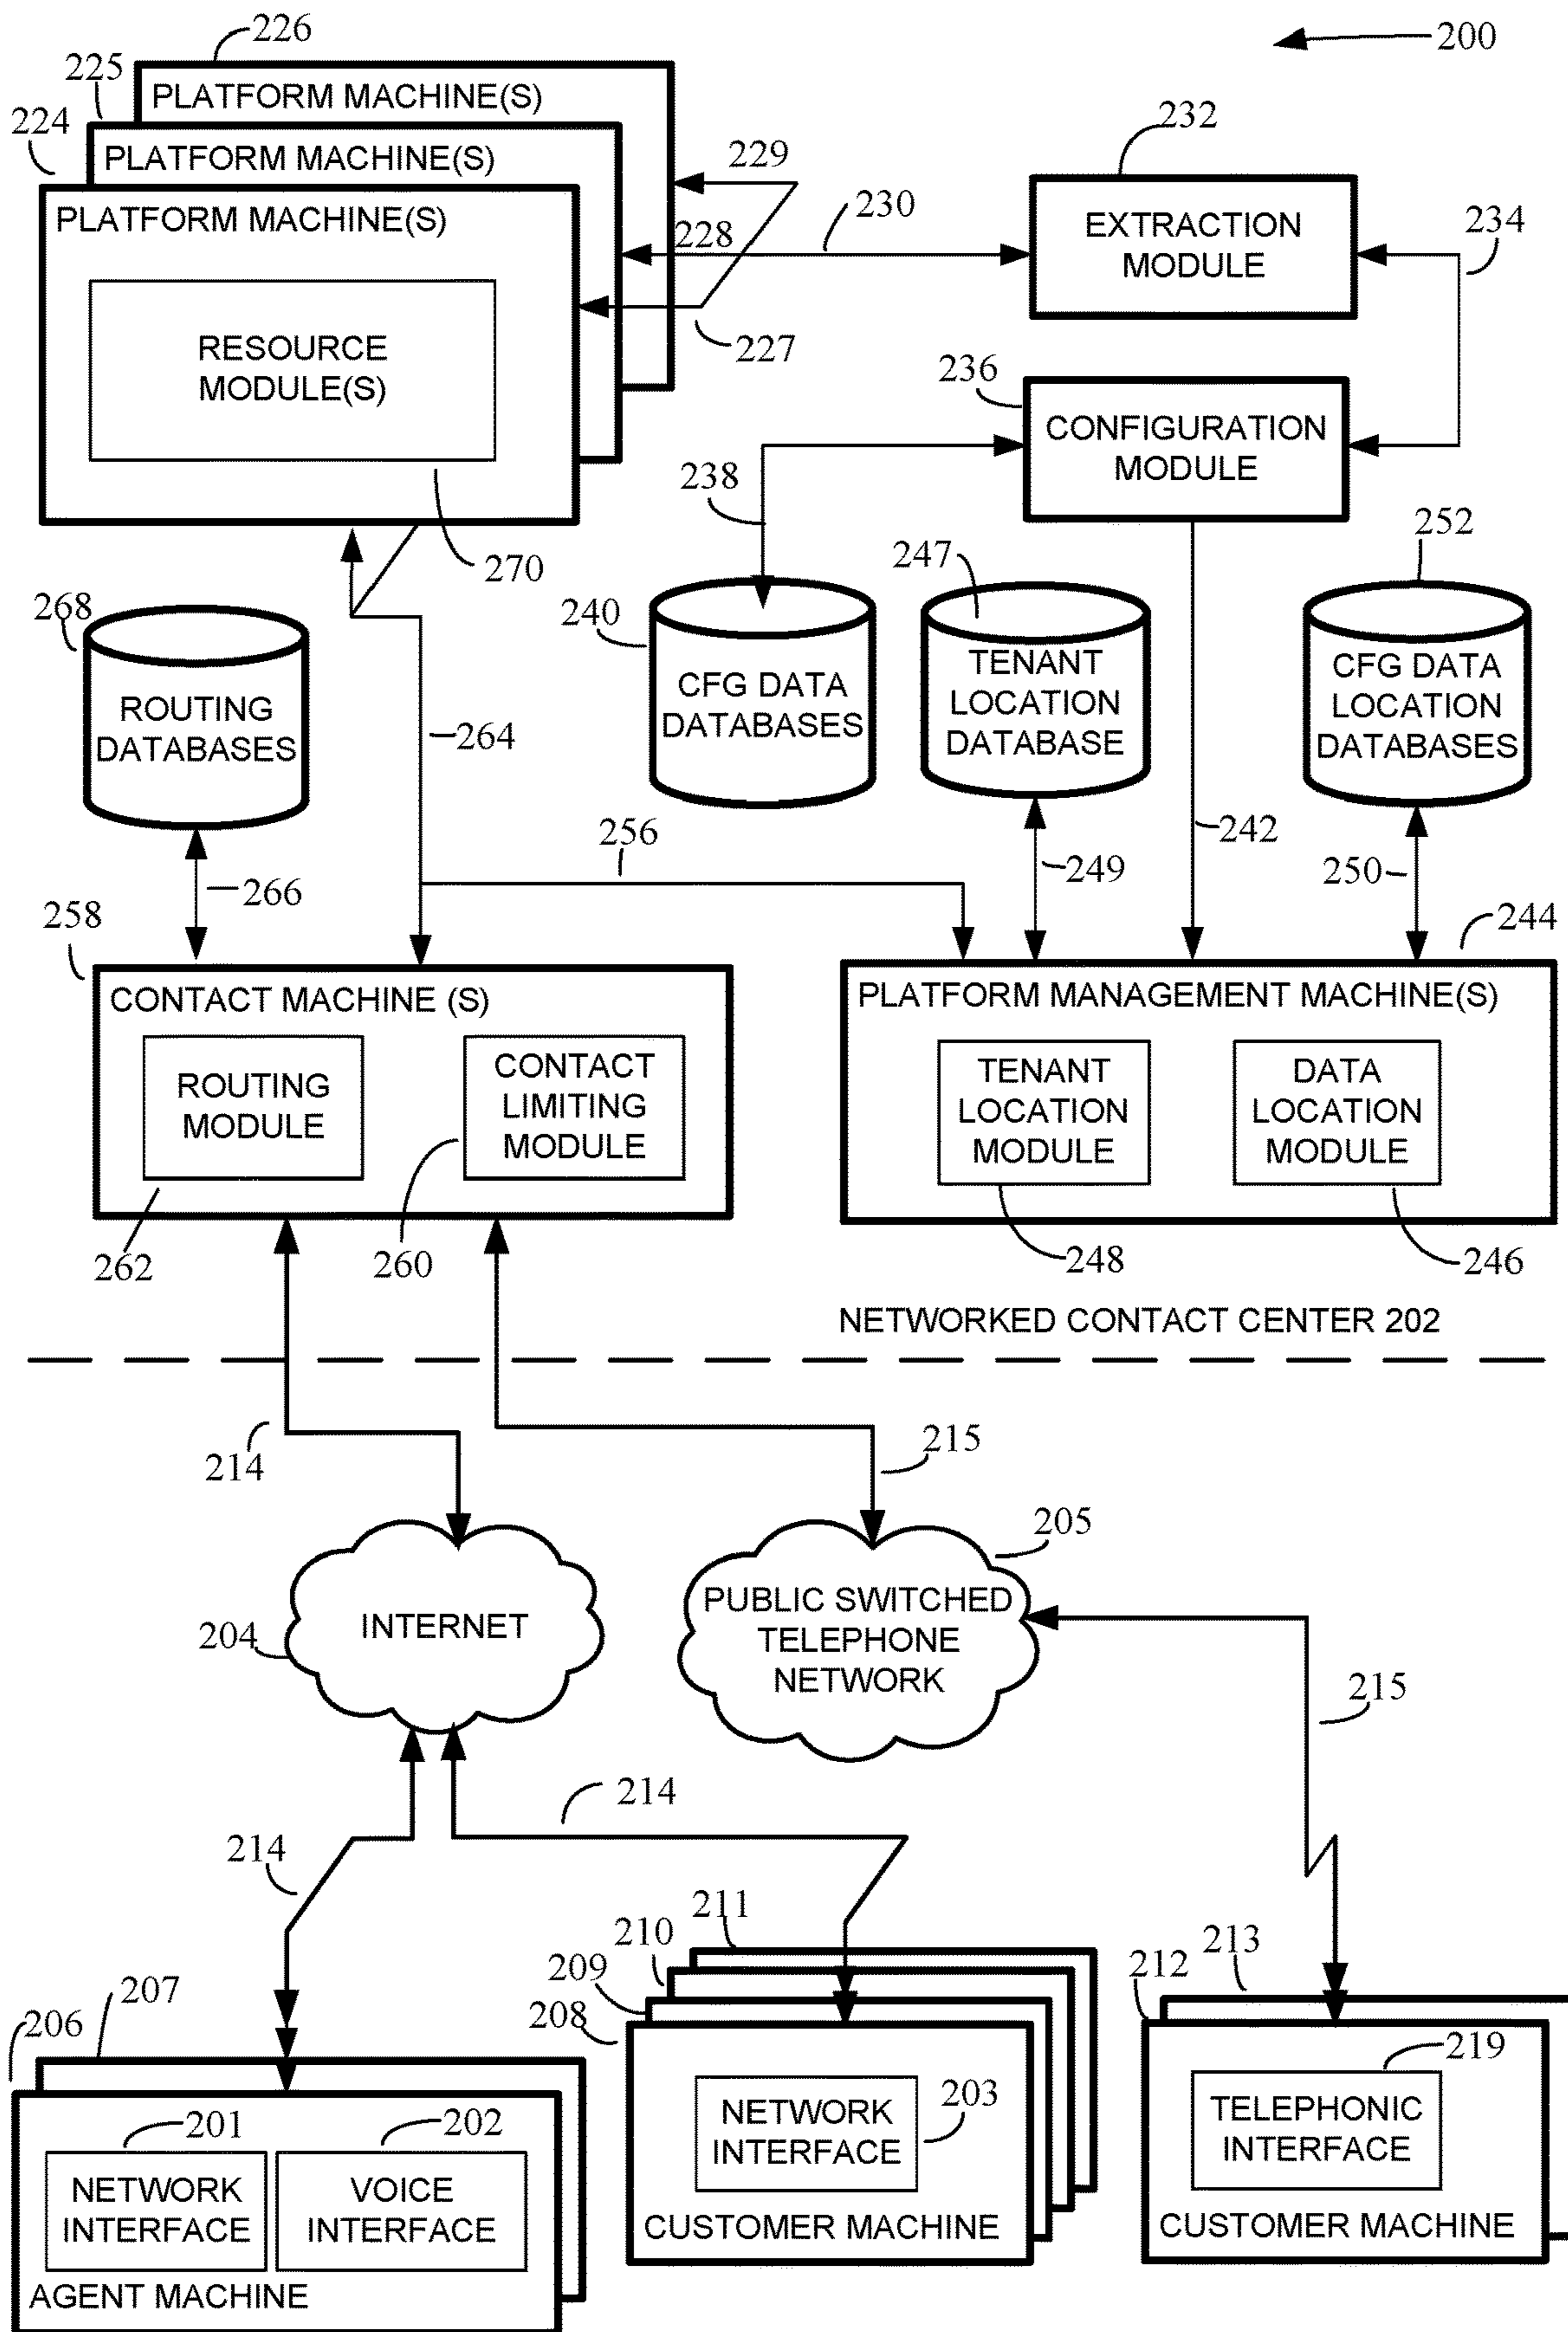 200
226
PLATFORM MACHINE(S)
225
PLATFORM MACHINE(S)
224
PLATFORM MACHINE(S)
RESOURCE
MODULE(S)
270
229
228
227
230
232
EXTRACTION
MODULE
234
236
CONFIGURATION
MODULE
238
240
CFG DATA
DATABASES
247
TENANT
LOCATION
DATABASE
252
CFG DATA
LOCATION
DATABASES
268
ROUTING
DATABASES
264
266
256
249
242
250
258
CONTACT MACHINE (S)
ROUTING
MODULE
262
CONTACT
LIMITING
MODULE
260
244
PLATFORM MANAGEMENT MACHINE(S)
TENANT
LOCATION
MODULE
248
DATA
LOCATION
MODULE
246
NETWORKED CONTACT CENTER 202
214
215
204
INTERNET
205
PUBLIC SWITCHED
TELEPHONE
NETWORK
215
214
214
207
206
201
NETWORK
INTERFACE
202
VOICE
INTERFACE
AGENT MACHINE
211
210
209
208
NETWORK
INTERFACE
203
CUSTOMER MACHINE
213
212
219
TELEPHONIC
INTERFACE
CUSTOMER MACHINE